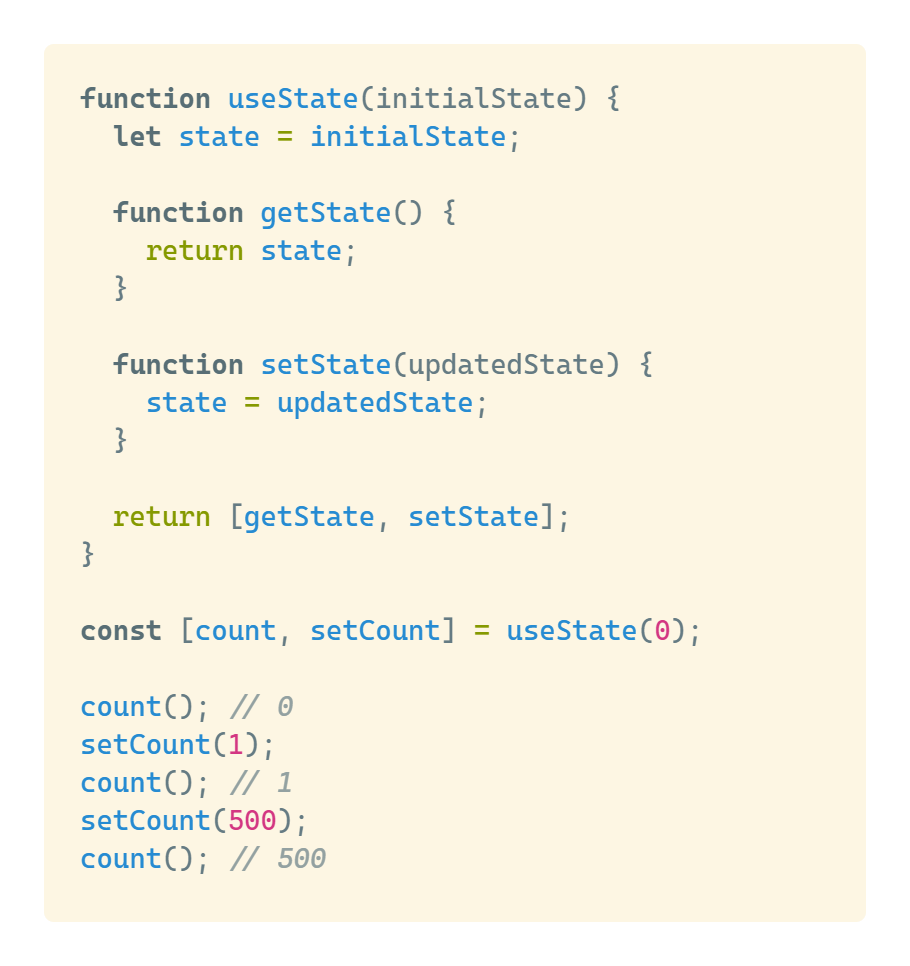 function useState(initialState) {
  let state = initialState;

  function getState() {
    return state;
  }

  function setState(updatedState) {
    state = updatedState;
  }

  return [getState, setState];
}

const [count, setCount] = useState(0);

count(); // 0
setCount(1);
count(); // 1
setCount(500);
count(); // 500